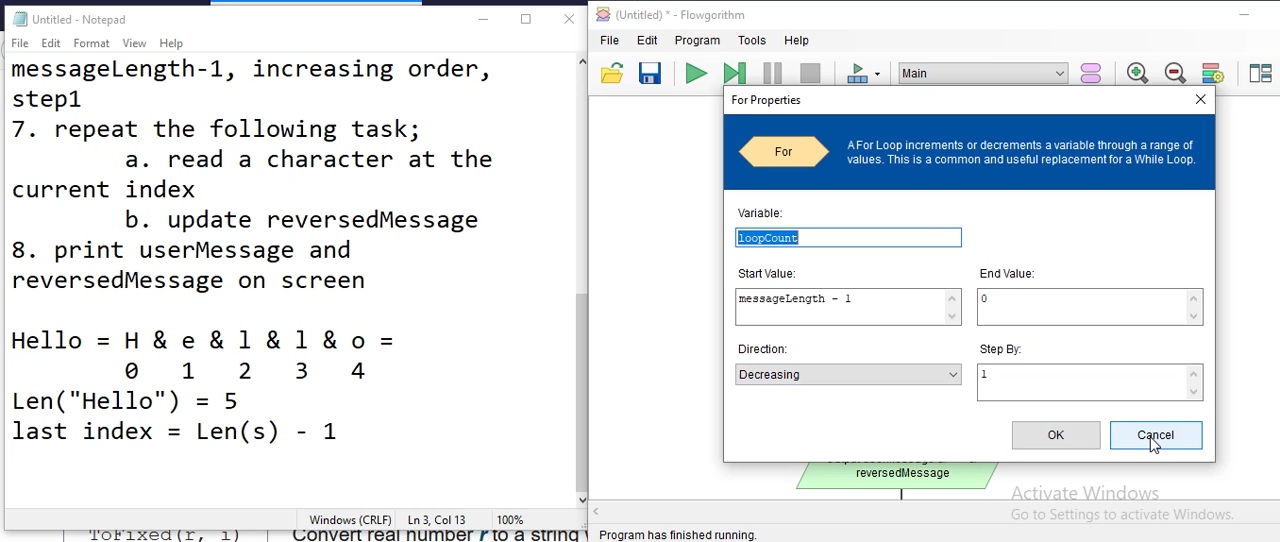 Untitled - Notepad
File Edit Format View Help
messageLength-1, increasing order,
step1
7. repeat the following task;
a. read a character at the
current index
b. update reversedMessage
8. print userMessage and
reversedMessage on screen
Hello = H & e & l & l & o =
0 1 2 3 4
Len("Hello") = 5
last index = Len(s) - 1
Windows (CRLF) Ln 3, Col 13 100%
ToFixed(r, i) Convert real number r to a string
(Untitled) * - Flowgorithm
File Edit Program Tools Help
Main
For Properties
For
A For Loop increments or decrements a variable through a range of
values. This is a common and useful replacement for a While Loop.
Variable:
loopCount
Start Value: End Value:
messageLength - 1 0
Direction: Step By:
Decreasing 1
OK Cancel
reversedMessage
Activate Windows
Go to Settings to activate Windows.
Program has finished running.